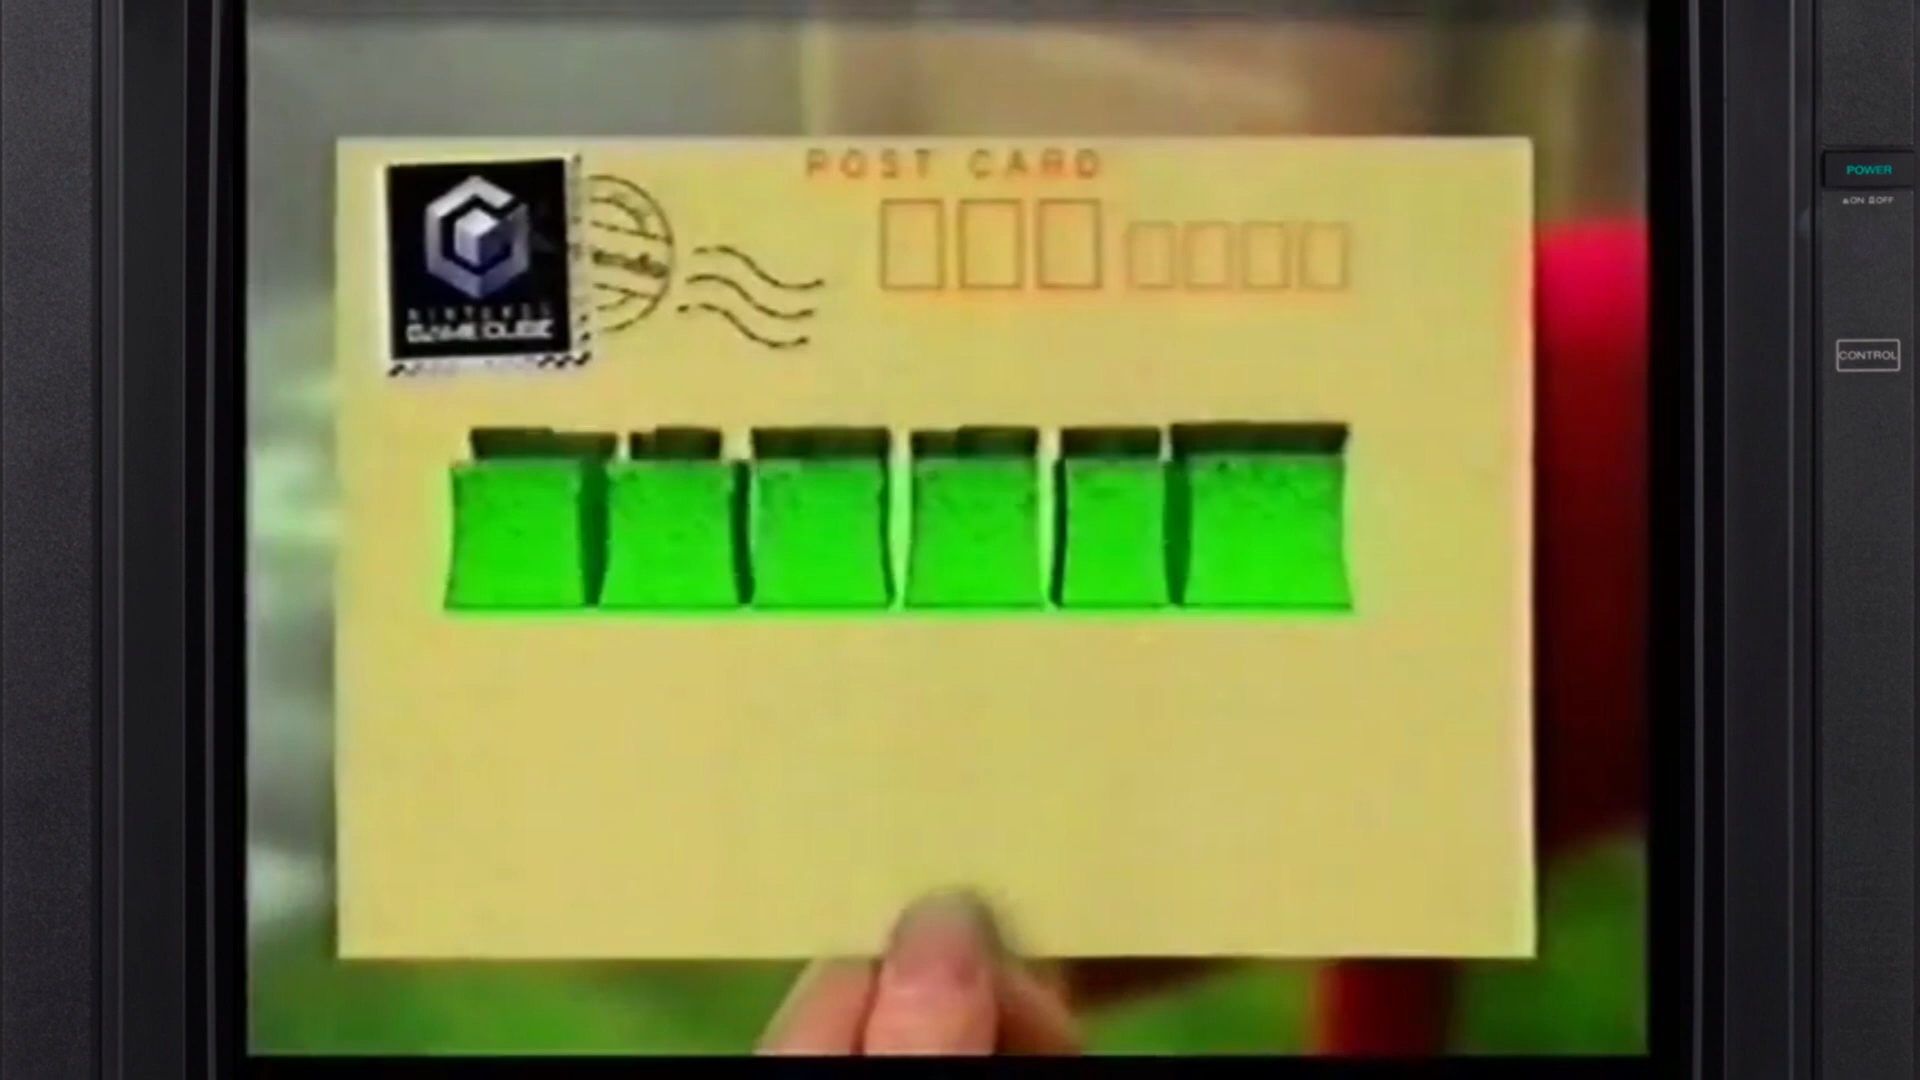 POST CARD
NINTENDO
GAMECUBE
POWER
ON OFF
CONTROL